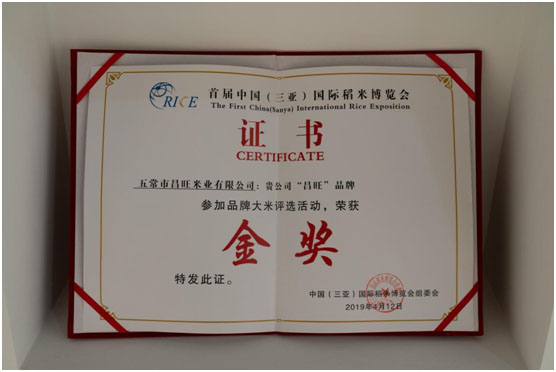 RICE
首届中国（三亚）国际稻米博览会
The First China(Sanya) International Rice Exposition
证书
CERTIFICATE
五常市昌旺米业有限公司：贵公司“昌旺”品牌
参加品牌大米评选活动，荣获
金奖
特发此证。
中国（三亚）国际稻米博览会组委会
2019年4月12日